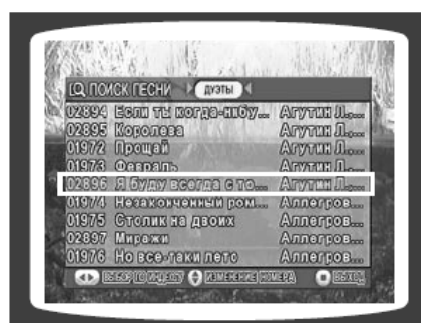 ПОИСК ПЕСНИ ДУЭТЫ
02894 Если ты когда-нибу... Агутин Л.,...
02895 Королева Агутин Л.,...
01972 Прощай Агутин Л.,...
01973 Февраль Агутин Л.,...
02896 Я буду всегда с то... Агутин Л.,...
01974 Незаконченный ром... Аллегров...
01975 Столик на двоих Аллегров...
02897 Миражи Аллегров...
01976 Но все-таки лето Аллегров...
ВЫБОР ПО ИНДЕКСУ ИЗМЕНЕНИЕ НОМЕРА ВЫХОД